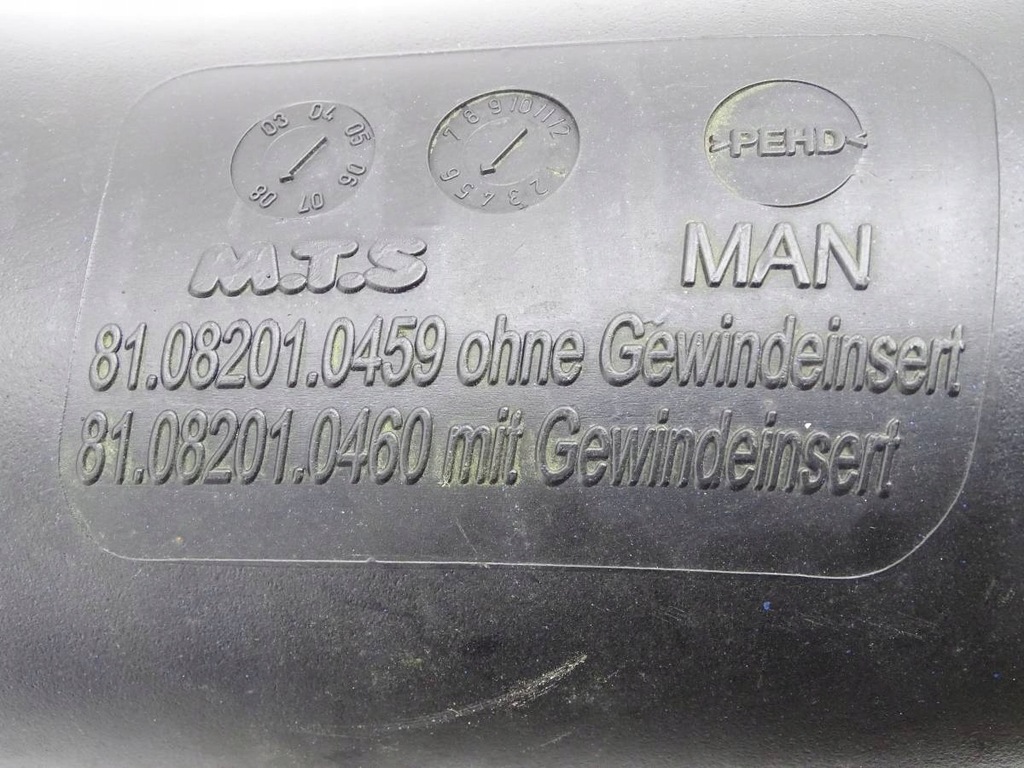 03 04 05 06 07 08
1 2 3 4 5 6 7 8 9 10 11 12
>PEHD<
M.T.S
MAN
81.08201.0459 ohne Gewindeinsert
81.08201.0460 mit Gewindeinsert